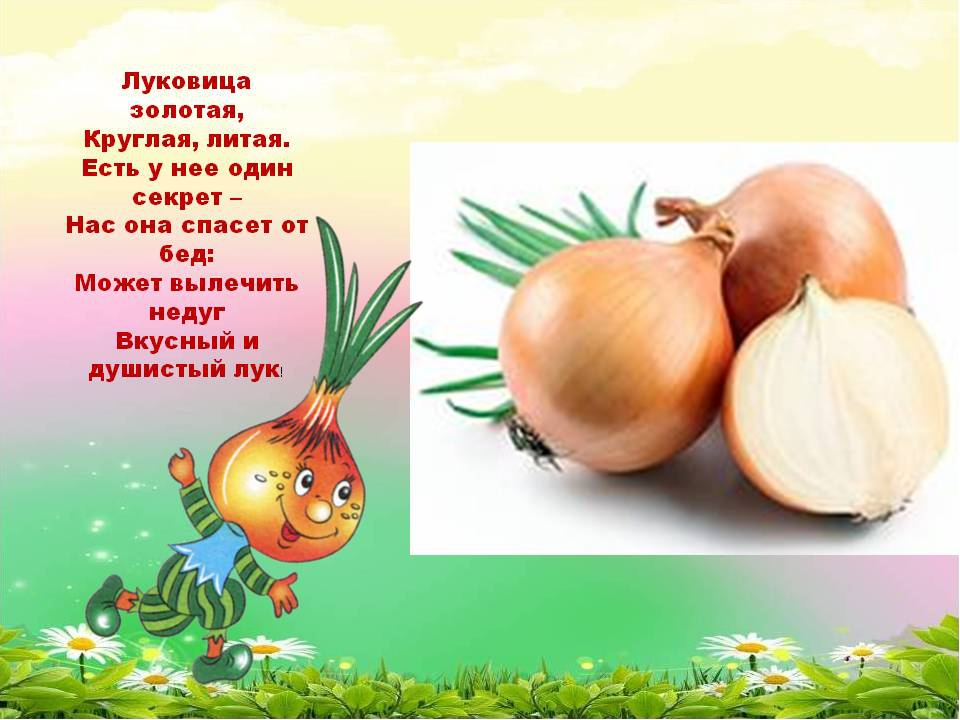 Луковица
золотая,
Круглая, литая.
Есть у нее один
секрет –
Нас она спасет от
бед:
Может вылечить
недуг
Вкусный и
душистый лук!